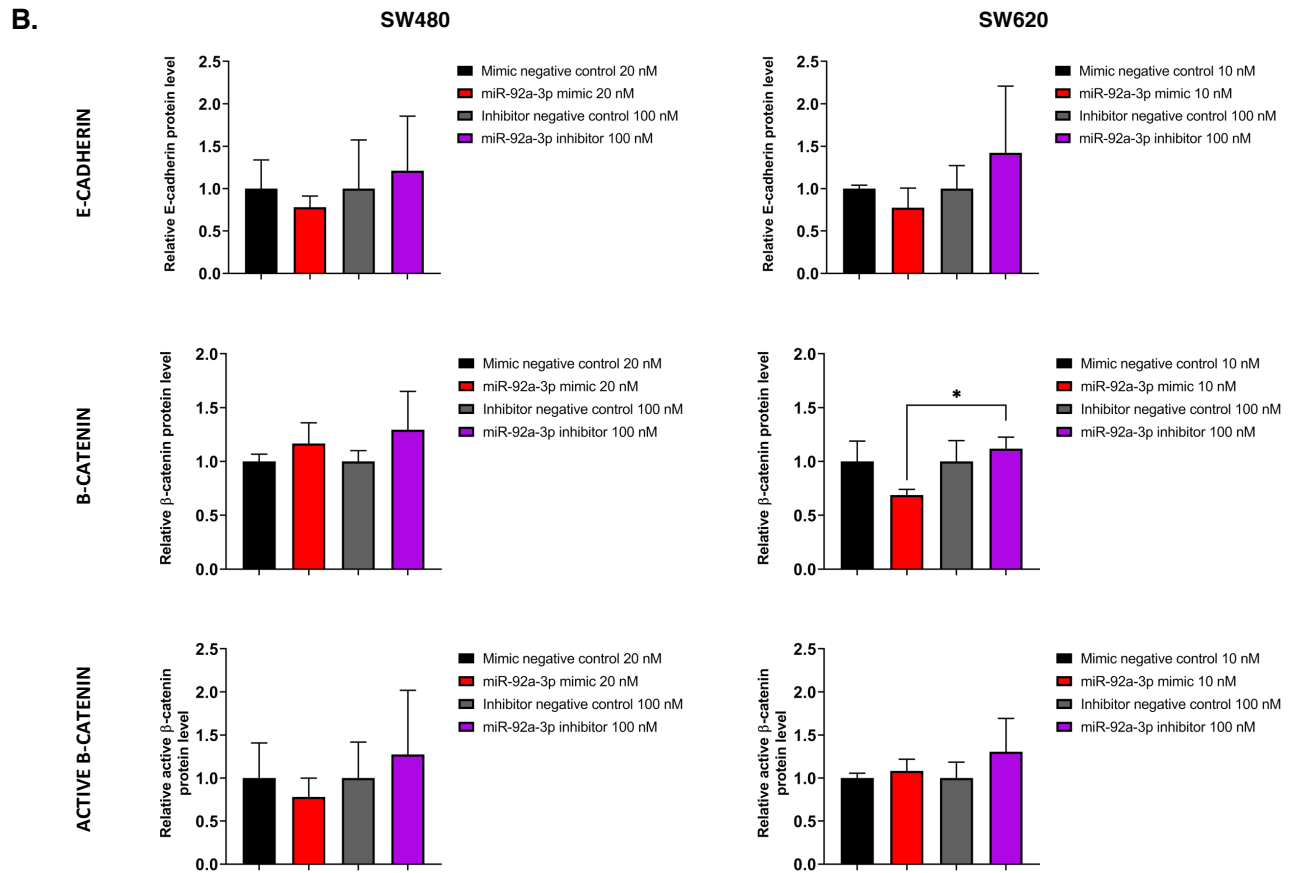 B.
SW480
SW620
E-CADHERIN
Relative E-cadherin protein level
2.5
2.0
1.5
1.0
0.5
0.0
Mimic negative control 20 nM
miR-92a-3p mimic 20 nM
Inhibitor negative control 100 nM
miR-92a-3p inhibitor 100 nM
Relative E-cadherin protein level
2.5
2.0
1.5
1.0
0.5
0.0
Mimic negative control 10 nM
miR-92a-3p mimic 10 nM
Inhibitor negative control 100 nM
miR-92a-3p inhibitor 100 nM
B-CATENIN
Relative β-catenin protein level
2.0
1.5
1.0
0.5
0.0
Mimic negative control 20 nM
miR-92a-3p mimic 20 nM
Inhibitor negative control 100 nM
miR-92a-3p inhibitor 100 nM
Relative β-catenin protein level
2.0
1.5
1.0
0.5
0.0
*
Mimic negative control 10 nM
miR-92a-3p mimic 10 nM
Inhibitor negative control 100 nM
miR-92a-3p inhibitor 100 nM
ACTIVE B-CATENIN
Relative active β-catenin
protein level
2.5
2.0
1.5
1.0
0.5
0.0
Mimic negative control 20 nM
miR-92a-3p mimic 20 nM
Inhibitor negative control 100 nM
miR-92a-3p inhibitor 100 nM
Relative active β-catenin
protein level
2.5
2.0
1.5
1.0
0.5
0.0
Mimic negative control 10 nM
miR-92a-3p mimic 10 nM
Inhibitor negative control 100 nM
miR-92a-3p inhibitor 100 nM